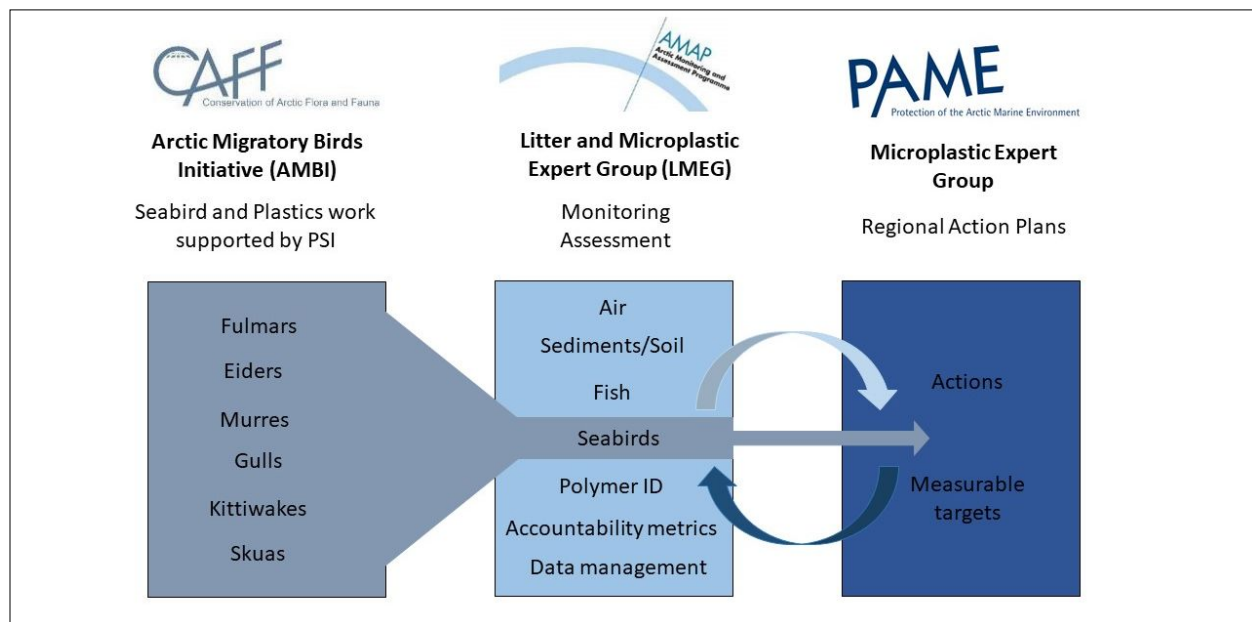 CAFF
Conservation of Arctic Flora and Fauna
Arctic Migratory Birds
Initiative (AMBI)
Seabird and Plastics work
supported by PSI
Fulmars
Eiders
Murres
Gulls
Kittiwakes
Skuas
AMAP
Arctic Monitoring and
Assessment Programme
Litter and Microplastic
Expert Group (LMEG)
Monitoring
Assessment
Air
Sediments/Soil
Fish
Seabirds
Polymer ID
Accountability metrics
Data management
PAME
Protection of the Arctic Marine Environment
Microplastic Expert
Group
Regional Action Plans
Actions
Measurable
targets